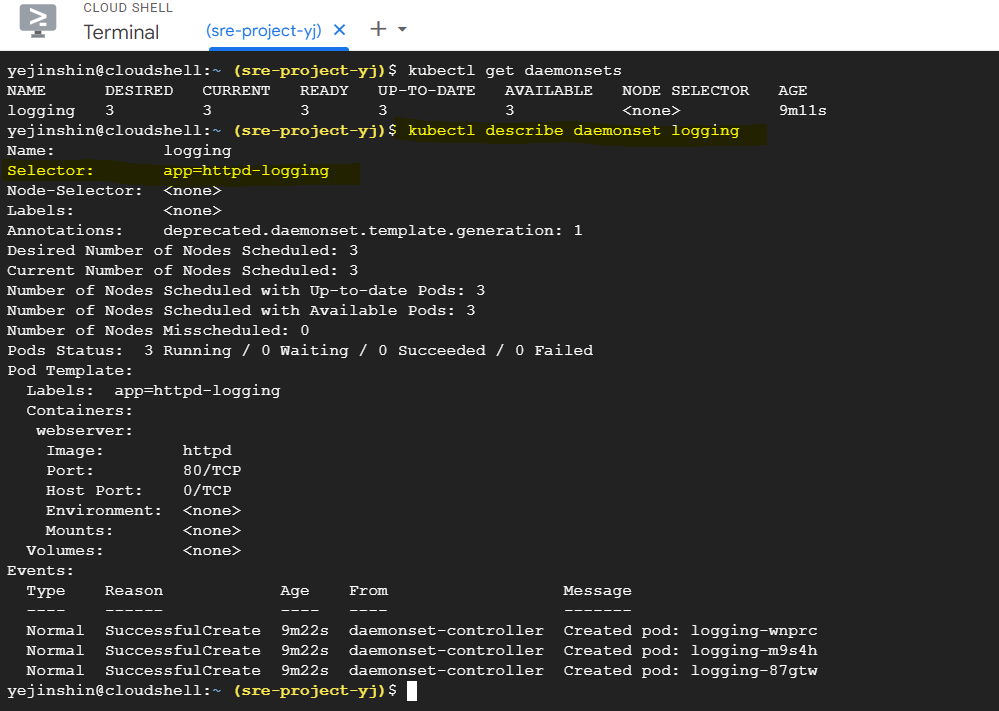 CLOUD SHELL
Terminal
(sre-project-yj)
yejinshin@cloudshell:~ (sre-project-yj)$ kubectl get daemonsets
NAME      DESIRED   CURRENT   READY   UP-TO-DATE   AVAILABLE   NODE SELECTOR   AGE
logging   3         3         3       3            3           <none>          9m11s
yejinshin@cloudshell:~ (sre-project-yj)$ kubectl describe daemonset logging
Name:           logging
Selector:       app=httpd-logging
Node-Selector:  <none>
Labels:         <none>
Annotations:    deprecated.daemonset.template.generation: 1
Desired Number of Nodes Scheduled: 3
Current Number of Nodes Scheduled: 3
Number of Nodes Scheduled with Up-to-date Pods: 3
Number of Nodes Scheduled with Available Pods: 3
Number of Nodes Misscheduled: 0
Pods Status:  3 Running / 0 Waiting / 0 Succeeded / 0 Failed
Pod Template:
  Labels:  app=httpd-logging
  Containers:
   webserver:
    Image:        httpd
    Port:         80/TCP
    Host Port:    0/TCP
    Environment:  <none>
    Mounts:       <none>
  Volumes:        <none>
Events:
  Type    Reason            Age    From                  Message
  ----    ------            ----   ----                  -------
  Normal  SuccessfulCreate  9m22s  daemonset-controller  Created pod: logging-wnprc
  Normal  SuccessfulCreate  9m22s  daemonset-controller  Created pod: logging-m9s4h
  Normal  SuccessfulCreate  9m22s  daemonset-controller  Created pod: logging-87gtw
yejinshin@cloudshell:~ (sre-project-yj)$